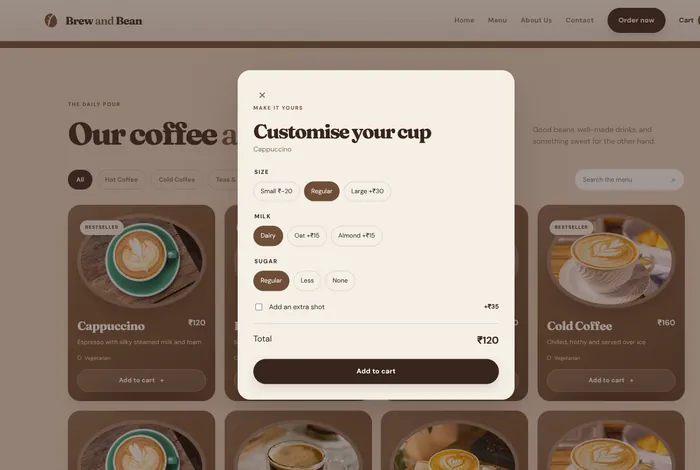 Brew and Bean
Home Menu About Us Contact Order now Cart
THE DAILY POUR
Our coffee a
Good beans, well-made drinks, and
something sweet for the other hand.
All Hot Coffee Cold Coffee Teas &
Search the menu
×
MAKE IT YOURS
Customise your cup
Cappuccino
SIZE
Small ₹-20 Regular Large +₹30
MILK
Dairy Oat +₹15 Almond +₹15
SUGAR
Regular Less None
Add an extra shot +₹35
Total ₹120
Add to cart
BESTSELLER
Cappuccino ₹120
Espresso with silky steamed milk and foam
Vegetarian
Add to cart +
BESTSELLER
Cold Coffee ₹160
Chilled, frothy and served over ice
Vegetarian
Add to cart +